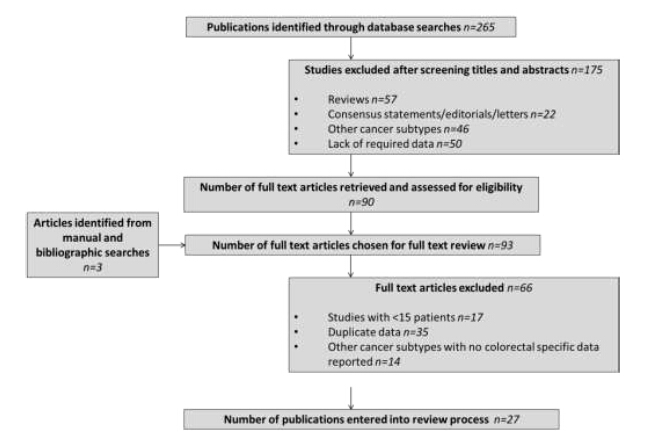 Publications identified through database searches n=265
Studies excluded after screening titles and abstracts n=175
• Reviews n=57
• Consensus statements/editorials/letters n=22
• Other cancer subtypes n=46
• Lack of required data n=50
Number of full text articles retrieved and assessed for eligibility
n=90
Articles identified from
manual and
bibliographic searches
n=3
Number of full text articles chosen for full text review n=93
Full text articles excluded n=66
• Studies with <15 patients n=17
• Duplicate data n=35
• Other cancer subtypes with no colorectal specific data
reported n=14
Number of publications entered into review process n=27